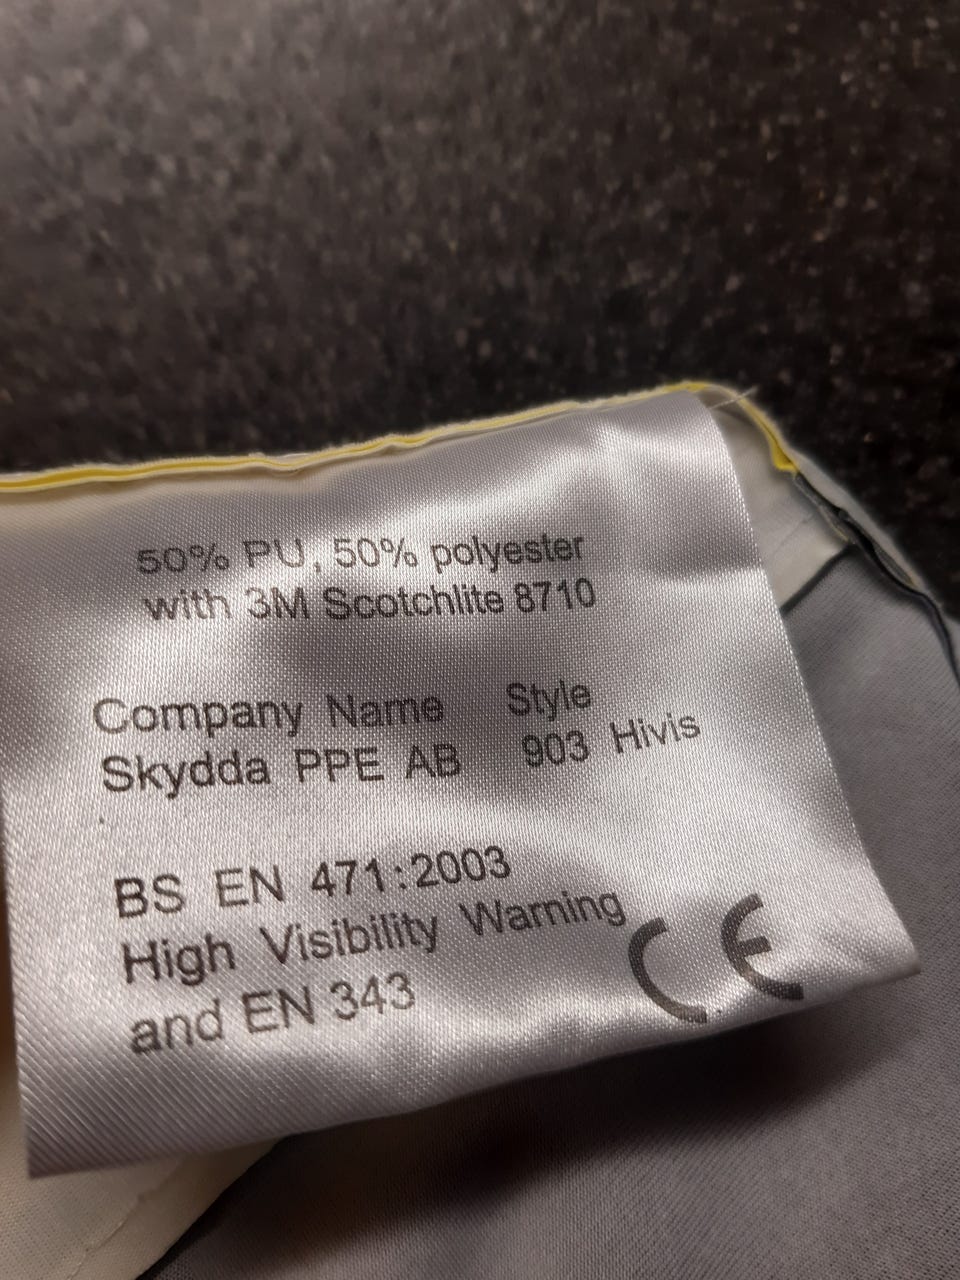 50% PU, 50% polyester
with 3M Scotchlite 8710
Company Name Style
Skydda PPE AB 903 Hivis
BS EN 471:2003
High Visibility Warning
and EN 343
CE